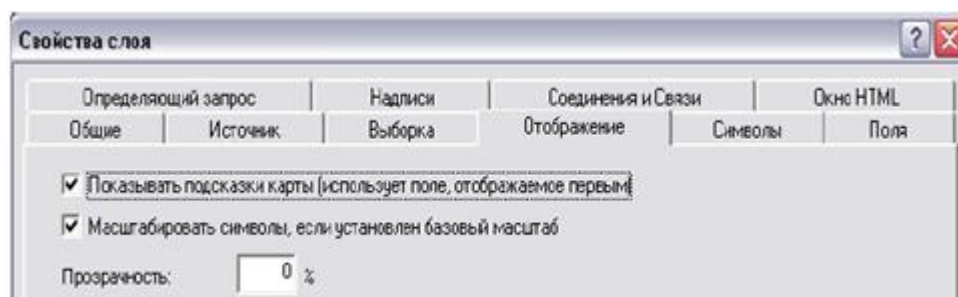 Свойства слоя
Определяющий запрос Надписи Соединения и Связи Окно HTML
Общие Источник Выборка Отображение Символы Поля
Показывать подсказки карты (использует поле, отображаемое первым
Масштабировать символы, если установлен базовый масштаб
Прозрачность: 0 %